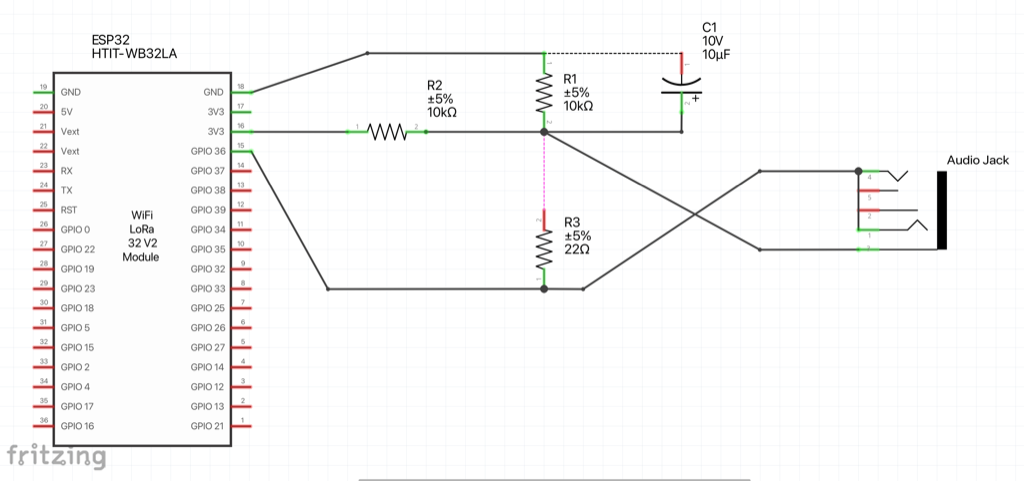 ESP32
HTIT-WB32LA
19 GND
20 5V
21 Vext
22 Vext
23 RX
24 TX
25 RST
26 GPIO 0
27 GPIO 22
28 GPIO 19
29 GPIO 23
30 GPIO 18
31 GPIO 5
32 GPIO 15
33 GPIO 2
34 GPIO 4
35 GPIO 17
36 GPIO 16
WiFi
LoRa
32 V2
Module
GND 18
3V3 17
3V3 16
GPIO 36 15
GPIO 37 14
GPIO 38 13
GPIO 39 12
GPIO 34 11
GPIO 35 10
GPIO 32 9
GPIO 33 8
GPIO 25 7
GPIO 26 6
GPIO 27 5
GPIO 14 4
GPIO 12 3
GPIO 13 2
GPIO 21 1
R2
±5%
10kΩ
1 2
R1
±5%
10kΩ
1
2
C1
10V
10µF
1
+
2
R3
±5%
22Ω
2
1
Audio Jack
4
5
2
1
fritzing